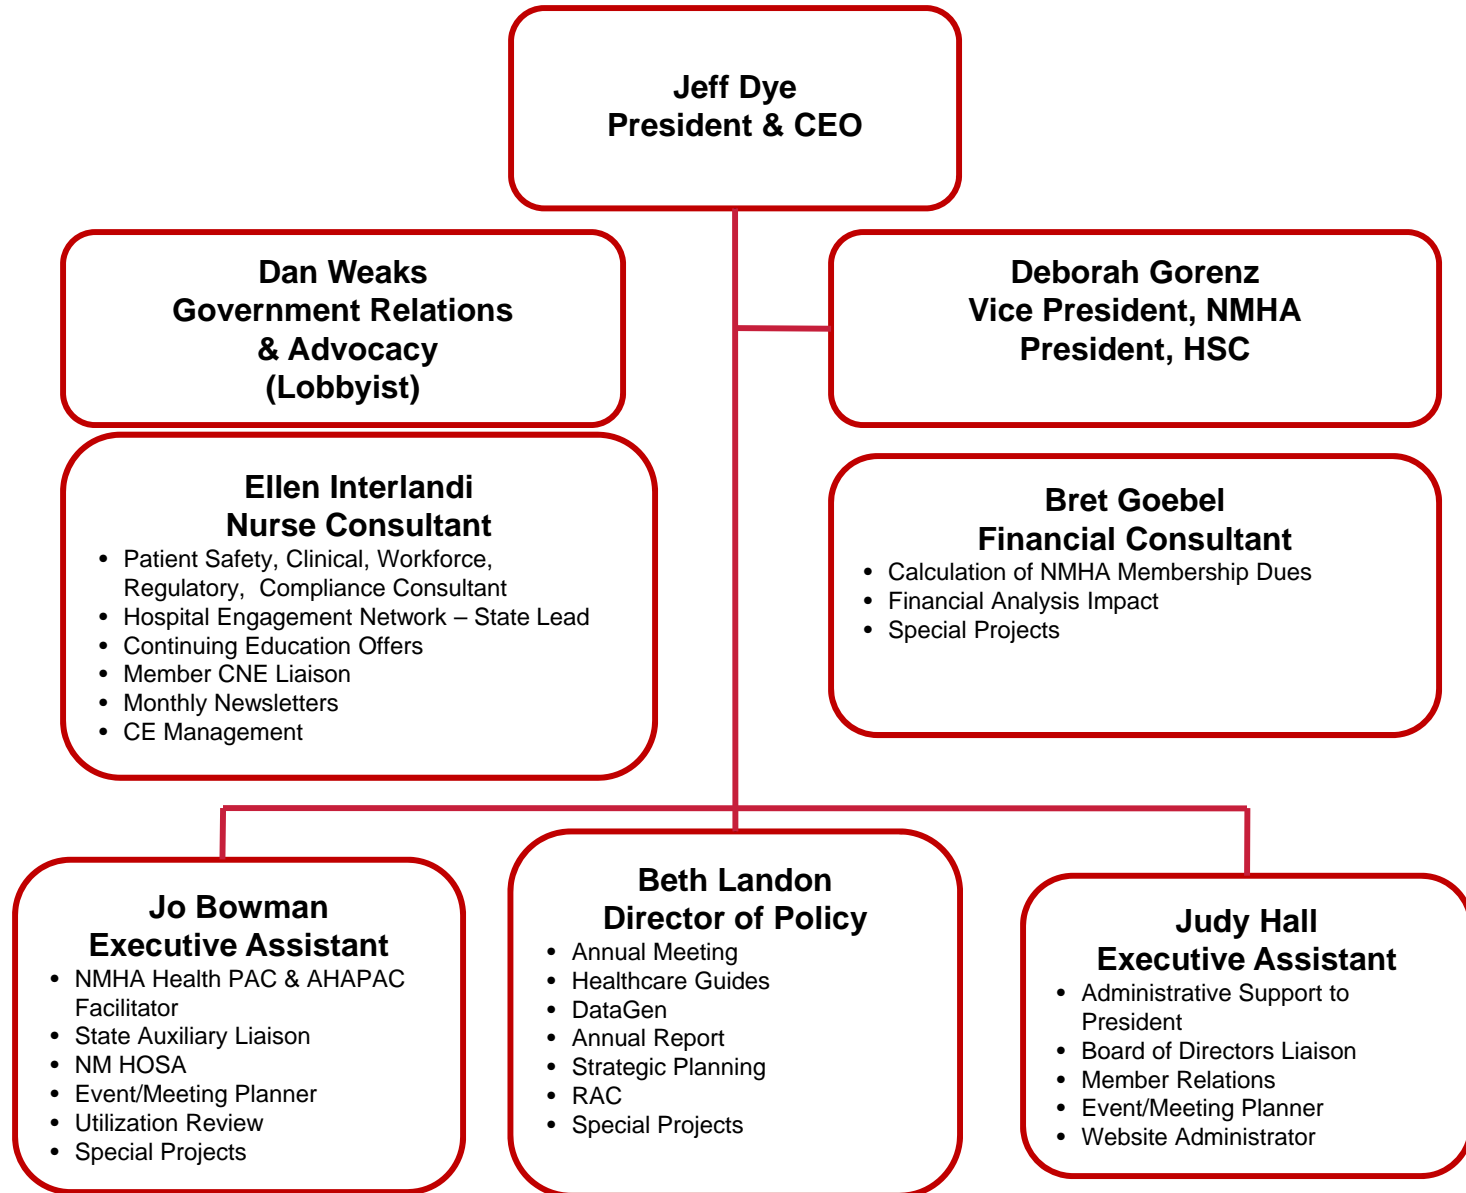 Jeff Dye
President & CEO
Dan Weaks
Government Relations
& Advocacy
(Lobbyist)
Deborah Gorenz
Vice President, NMHA
President, HSC
Ellen Interlandi
Nurse Consultant
• Patient Safety, Clinical, Workforce,
Regulatory, Compliance Consultant
• Hospital Engagement Network – State Lead
• Continuing Education Offers
• Member CNE Liaison
• Monthly Newsletters
• CE Management
Bret Goebel
Financial Consultant
• Calculation of NMHA Membership Dues
• Financial Analysis Impact
• Special Projects
Jo Bowman
Executive Assistant
• NMHA Health PAC & AHAPAC
Facilitator
• State Auxiliary Liaison
• NM HOSA
• Event/Meeting Planner
• Utilization Review
• Special Projects
Beth Landon
Director of Policy
• Annual Meeting
• Healthcare Guides
• DataGen
• Annual Report
• Strategic Planning
• RAC
• Special Projects
Judy Hall
Executive Assistant
• Administrative Support to
President
• Board of Directors Liaison
• Member Relations
• Event/Meeting Planner
• Website Administrator